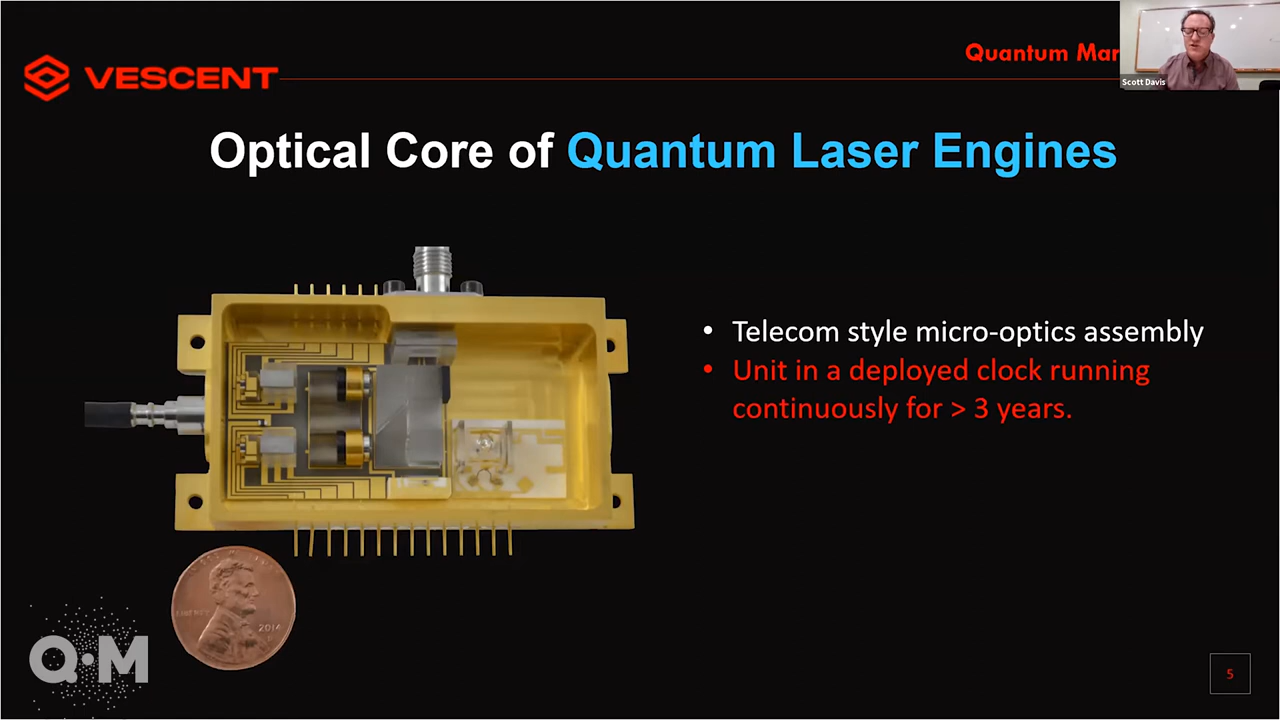 VESCENT
Quantum Mar
Scott Davis
Optical Core of Quantum Laser Engines
• Telecom style micro-optics assembly
• Unit in a deployed clock running
continuously for > 3 years.
LIBERTY
2014
Q·M
5